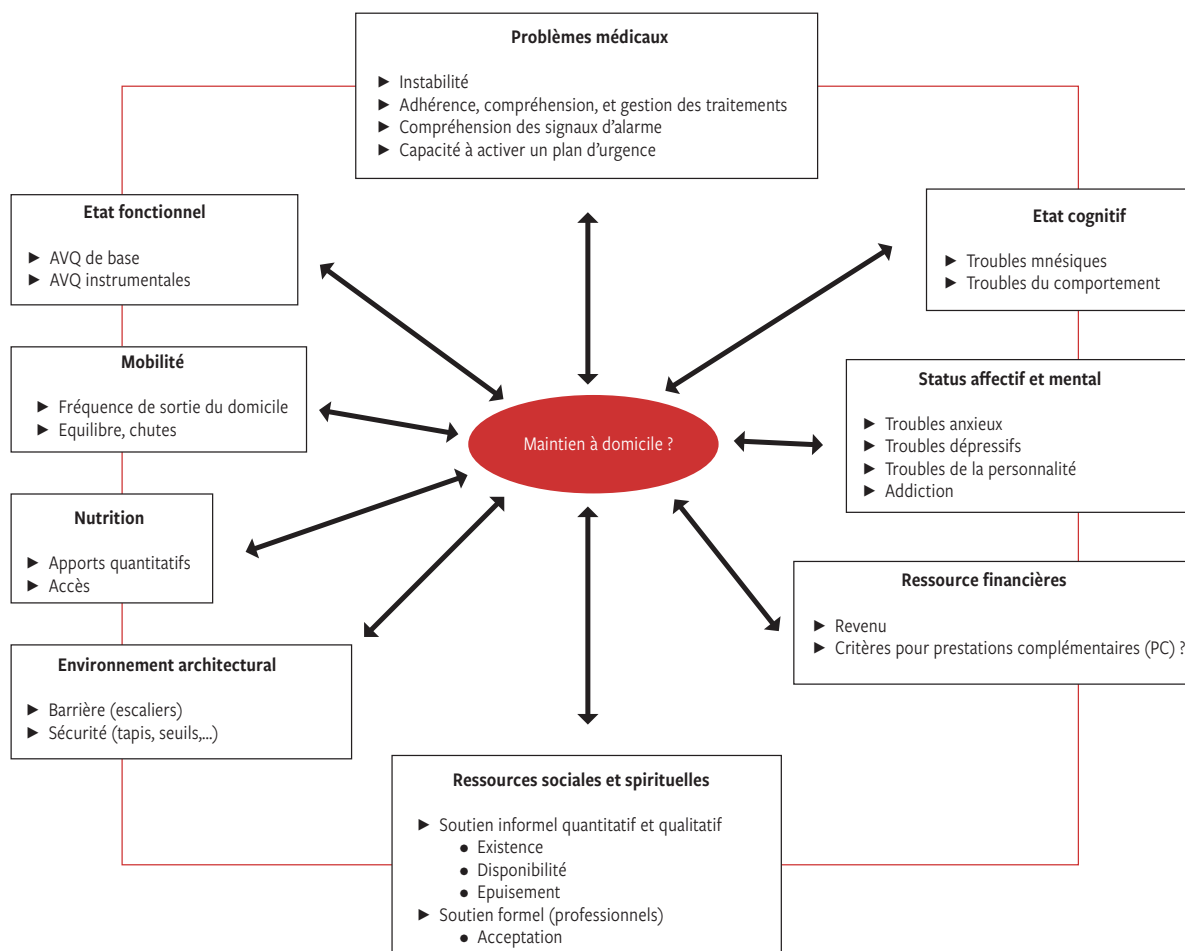 Problèmes médicaux
► Instabilité
► Adhérence, compréhension, et gestion des traitements
► Compréhension des signaux d'alarme
► Capacité à activer un plan d'urgence
Etat fonctionnel
► AVQ de base
► AVQ instrumentales
Etat cognitif
► Troubles mnésiques
► Troubles du comportement
Mobilité
► Fréquence de sortie du domicile
► Equilibre, chutes
Status affectif et mental
► Troubles anxieux
► Troubles dépressifs
► Troubles de la personnalité
► Addiction
Maintien à domicile ?
Nutrition
► Apports quantitatifs
► Accès
Ressource financières
► Revenu
► Critères pour prestations complémentaires (PC) ?
Environnement architectural
► Barrière (escaliers)
► Sécurité (tapis, seuils,...)
Ressources sociales et spirituelles
► Soutien informel quantitatif et qualitatif
● Existence
● Disponibilité
● Epuisement
► Soutien formel (professionnels)
● Acceptation